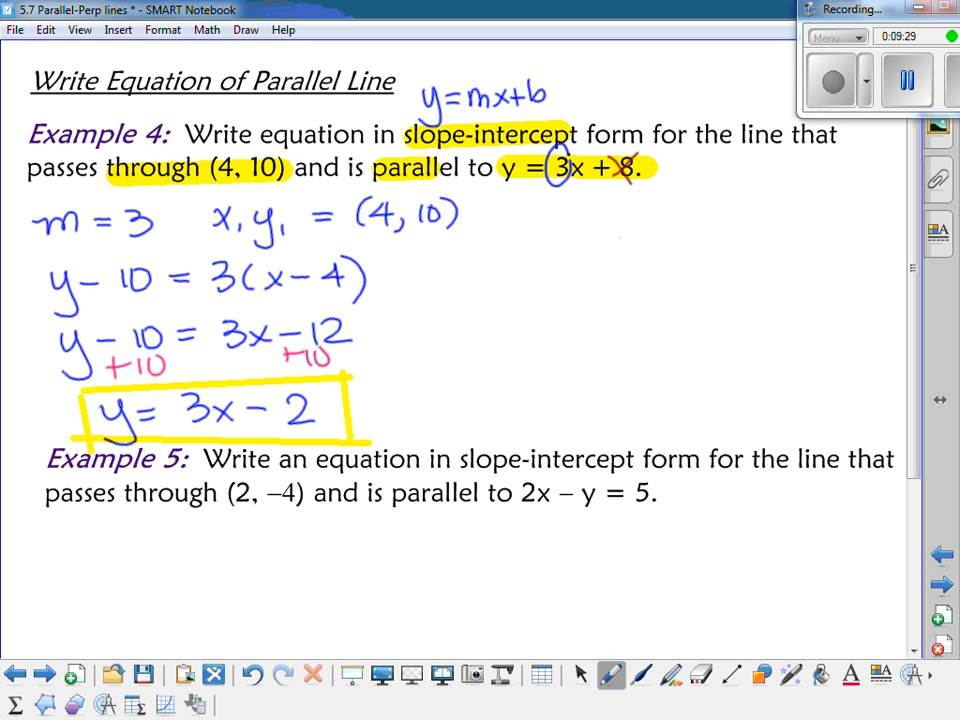 5.7 Parallel-Perp lines * - SMART Notebook
Recording...
File Edit View Insert Format Math Draw Help
Menu 0:09:29
Write Equation of Parallel Line
y=mx+b
Example 4: Write equation in slope-intercept form for the line that
passes through (4, 10) and is parallel to y = 3x + 8.
m = 3 x, y₁ = (4, 10)
y - 10 = 3(x - 4)
y - 10 = 3x - 12
+10 +10
y = 3x - 2
Example 5: Write an equation in slope-intercept form for the line that
passes through (2, −4) and is parallel to 2x – y = 5.